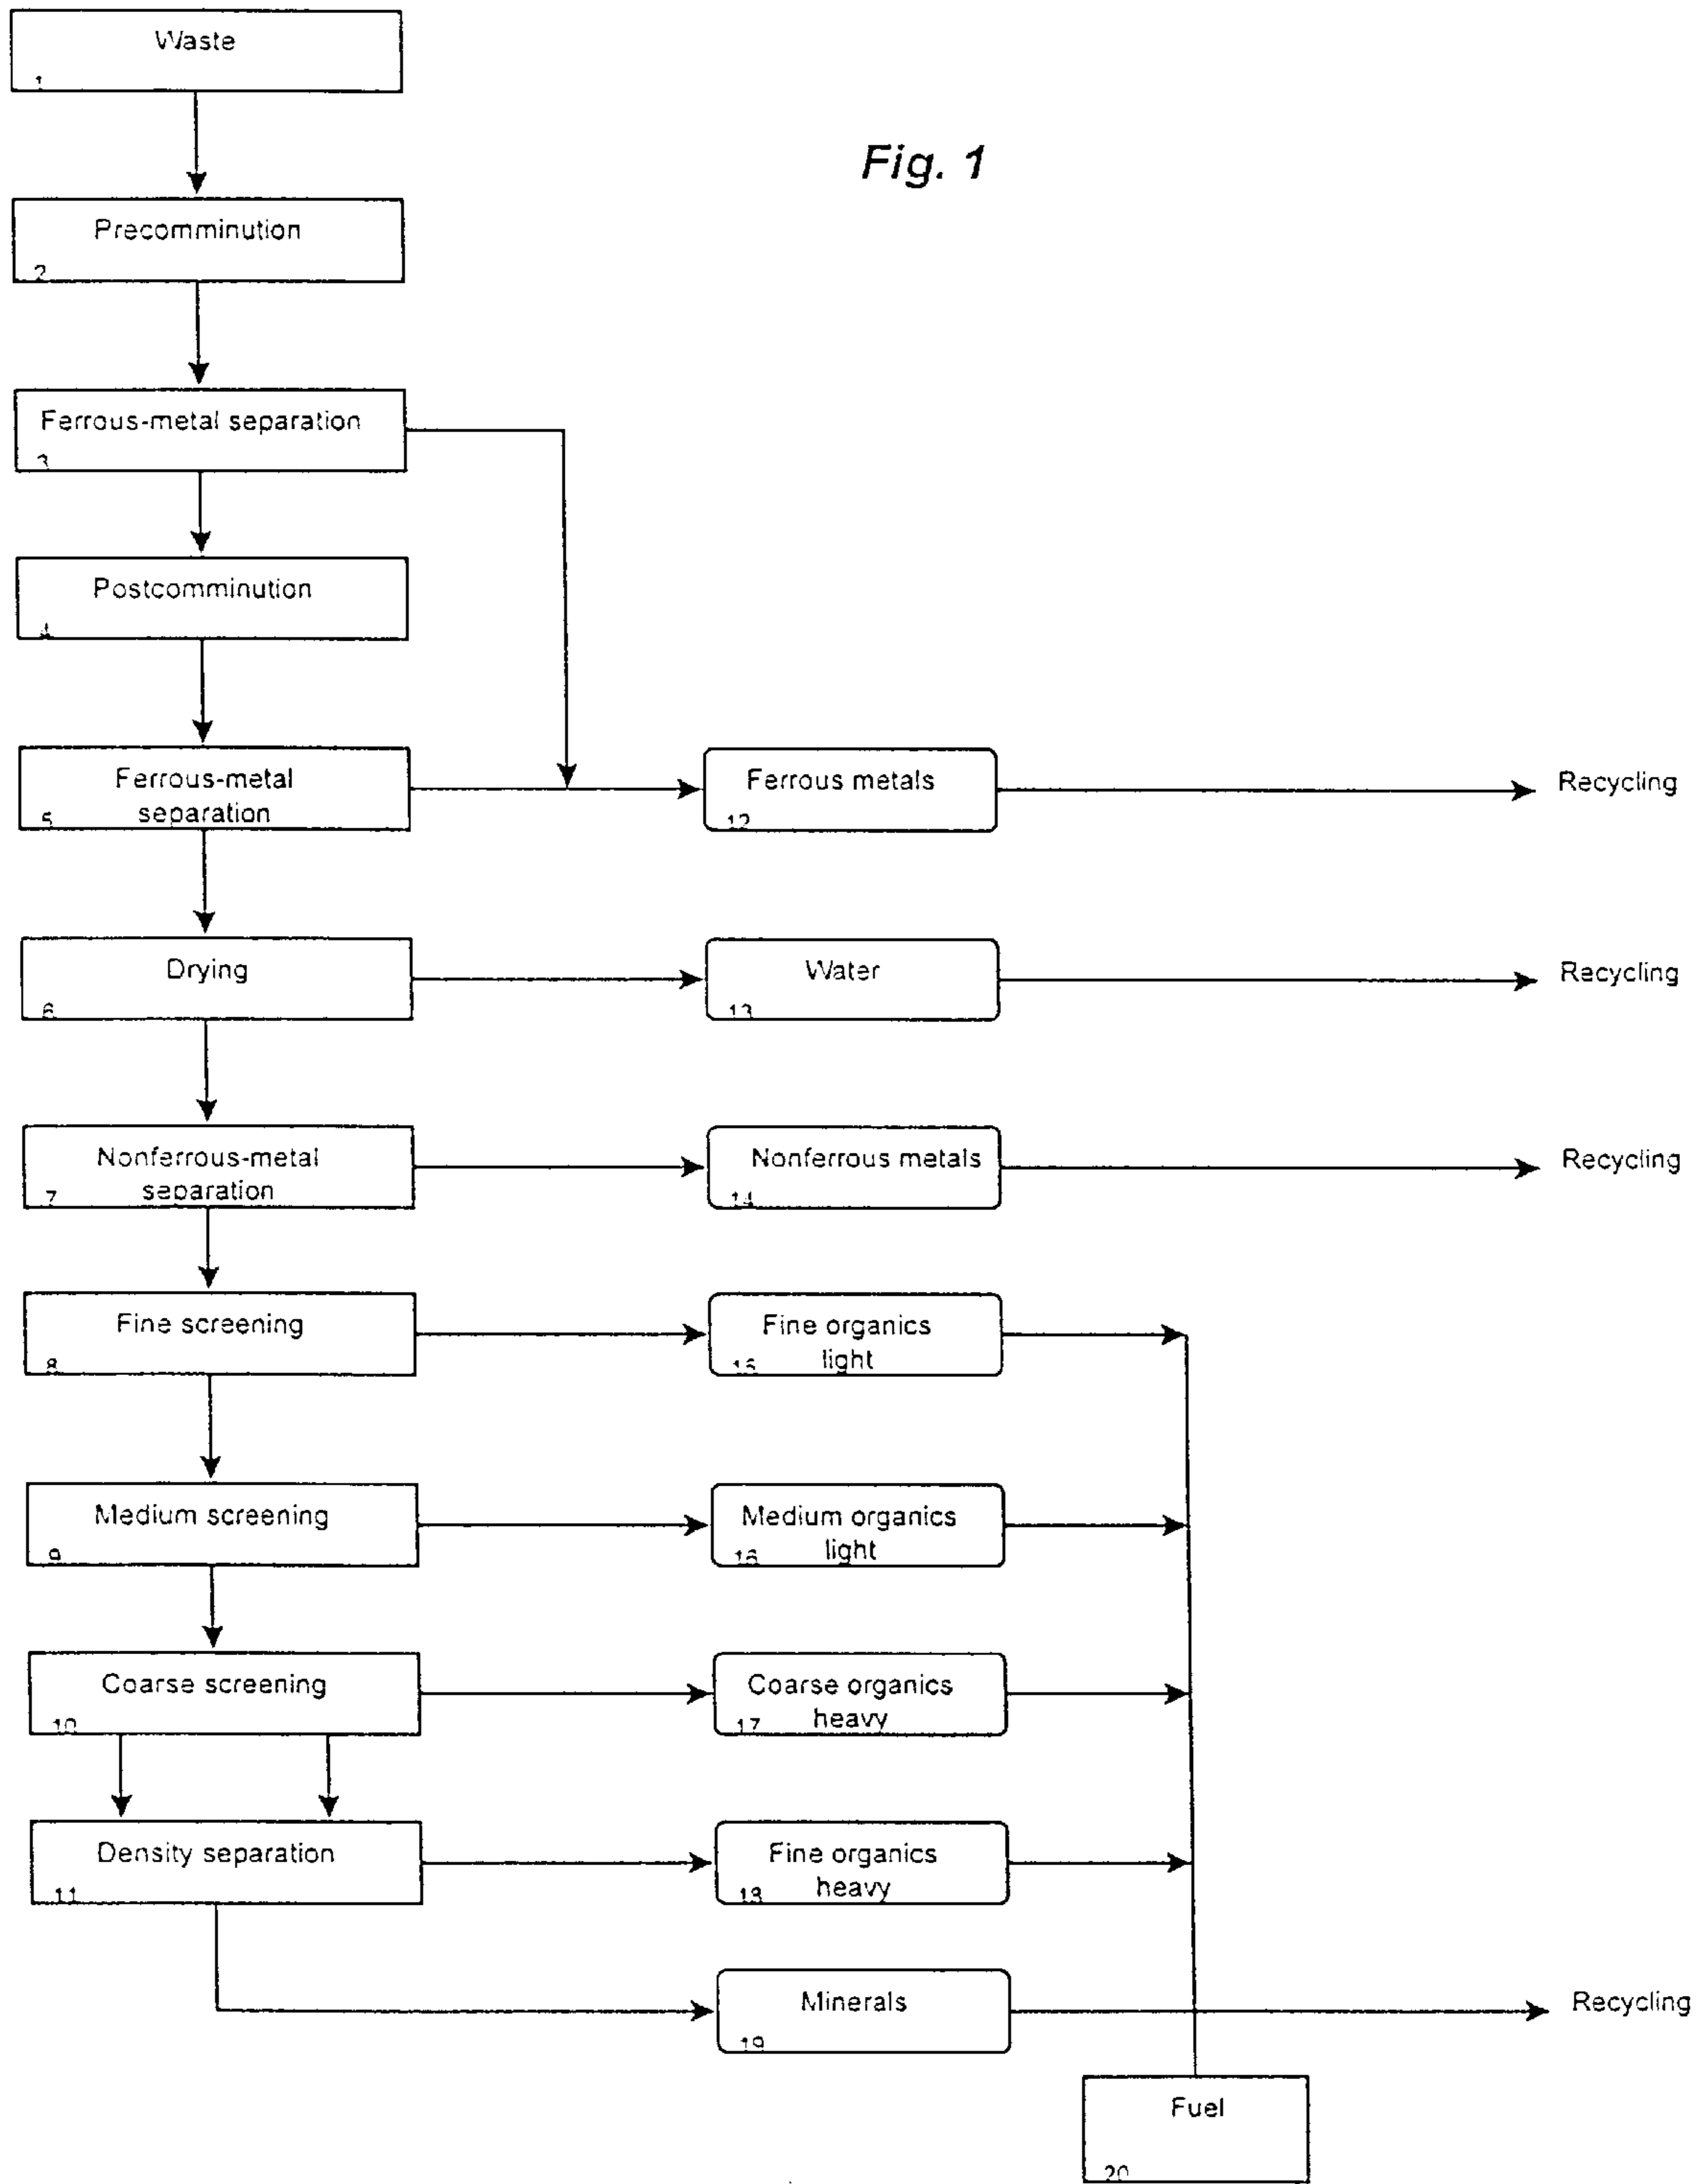 Waste
1
Fig. 1
Precomminution
2
Ferrous-metal separation
3
Postcomminution
4
Ferrous-metal
separation
5
Ferrous metals
12
Recycling
Drying
6
Water
13
Recycling
Nonferrous-metal
separation
7
Nonferrous metals
14
Recycling
Fine screening
8
Fine organics
light
15
Medium screening
9
Medium organics
light
16
Coarse screening
10
Coarse organics
heavy
17
Density separation
11
Fine organics
heavy
18
Minerals
19
Recycling
Fuel
20